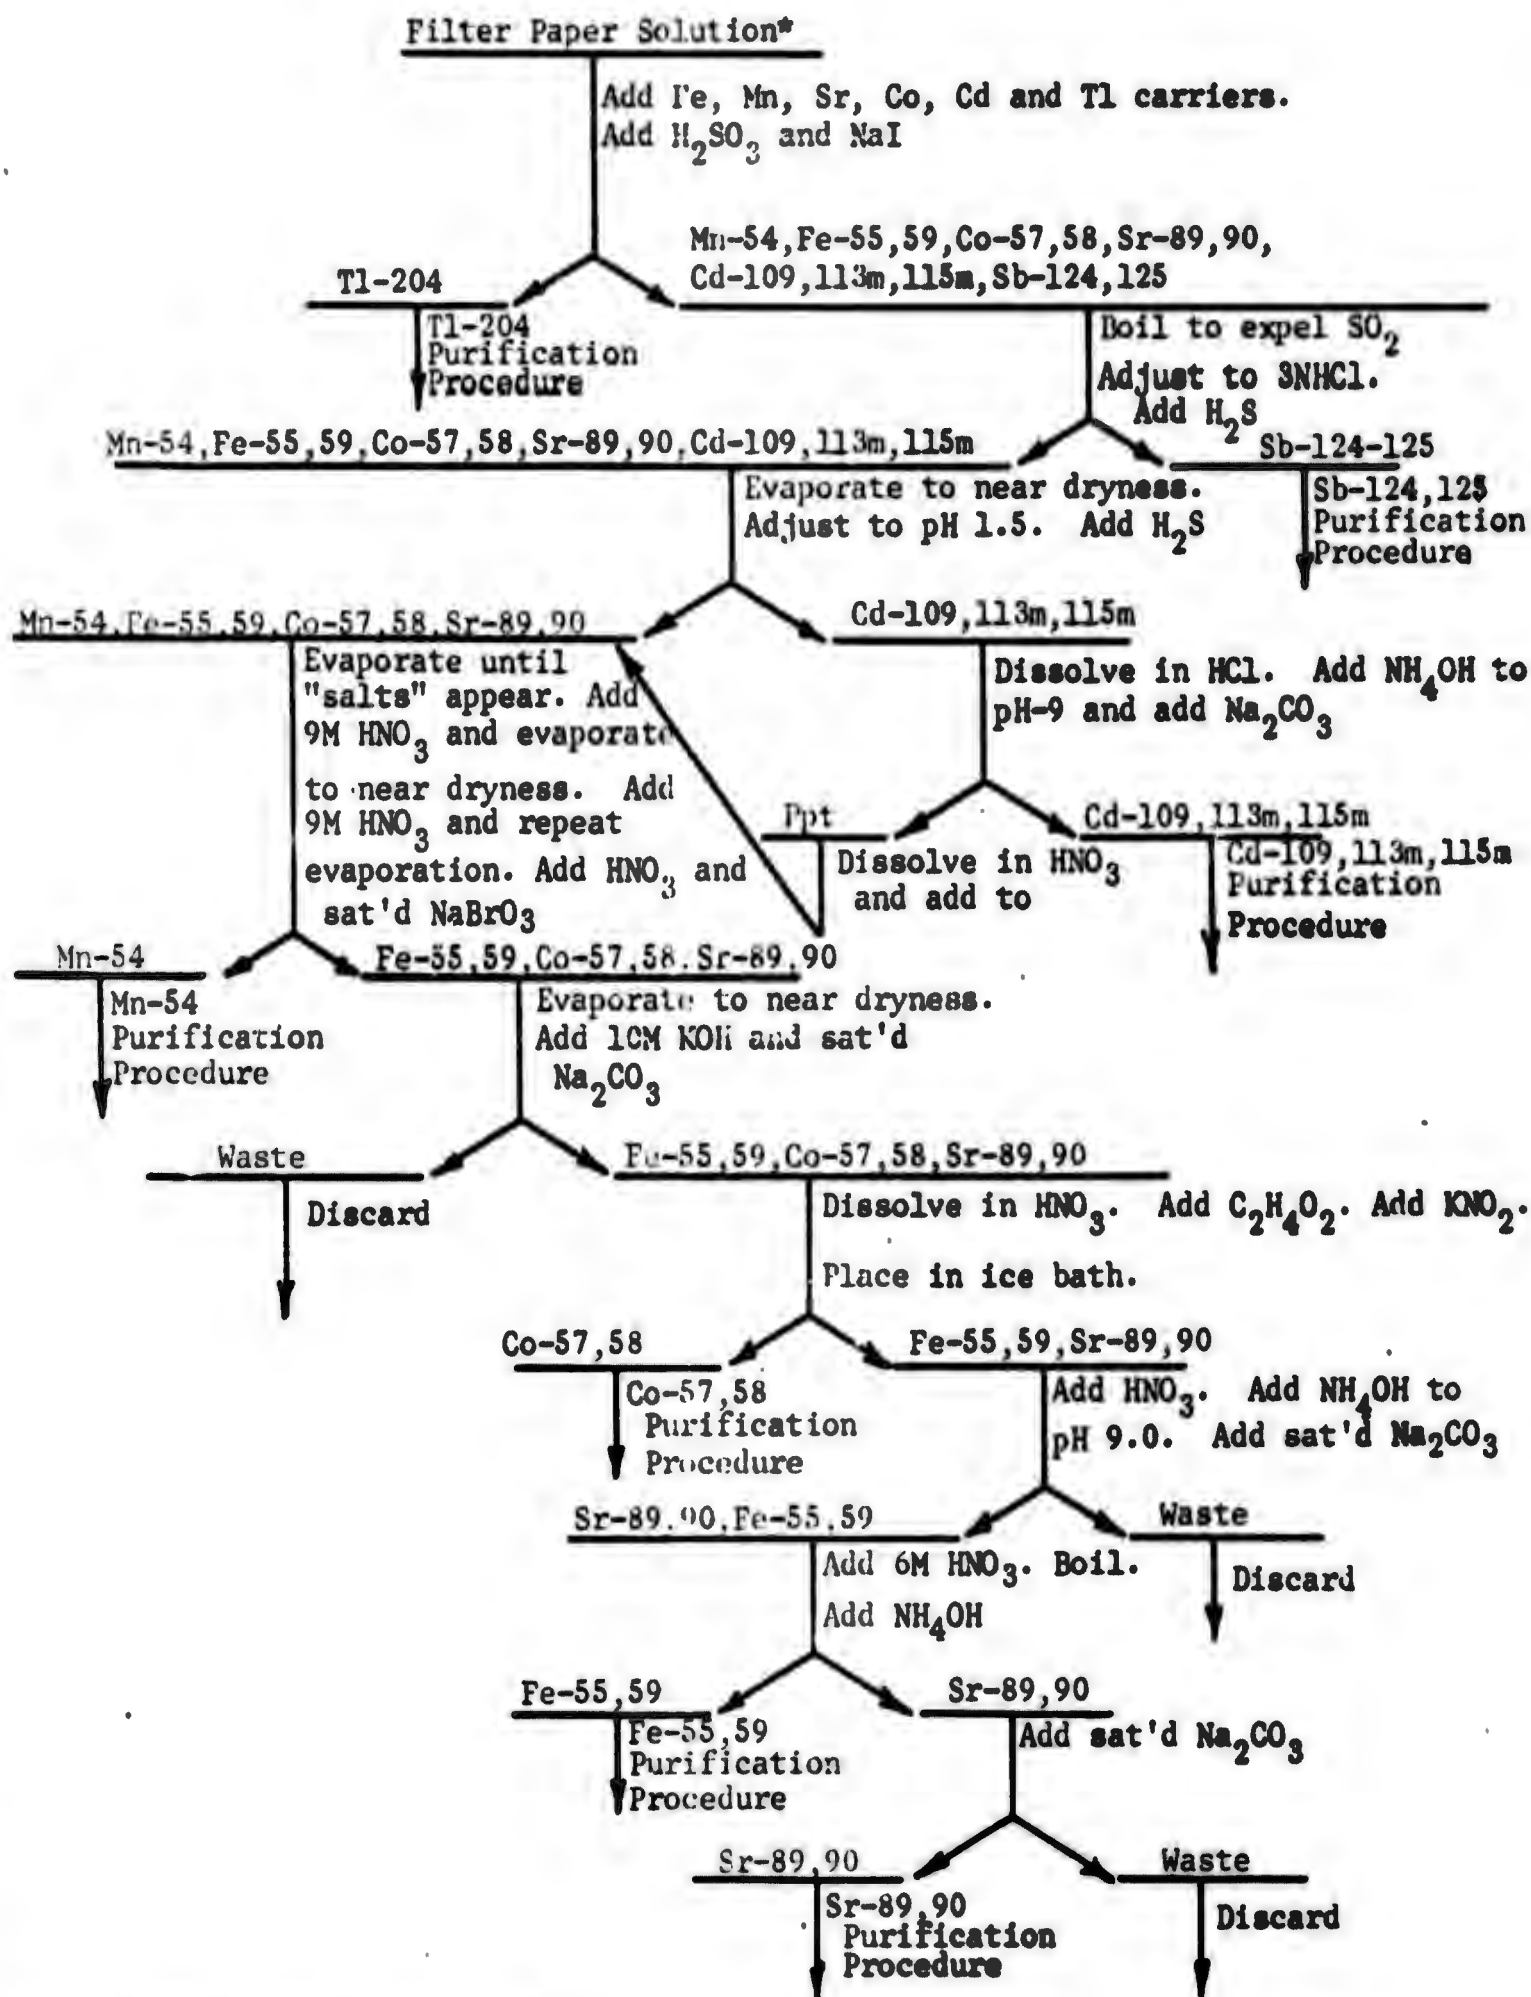 Filter Paper Solution*
Add Fe, Mn, Sr, Co, Cd and Tl carriers.
Add H2SO3 and NaI
Mn-54,Fe-55,59,Co-57,58,Sr-89,90,
Cd-109,113m,115m,Sb-124,125
Tl-204
Tl-204
Purification
Procedure
Boil to expel SO2
Adjust to 3NHCl.
Add H2S
Mn-54,Fe-55,59,Co-57,58,Sr-89,90,Cd-109,113m,115m
Sb-124-125
Evaporate to near dryness.
Adjust to pH 1.5. Add H2S
Sb-124,125
Purification
Procedure
Mn-54,Fe-55,59,Co-57,58,Sr-89,90
Cd-109,113m,115m
Evaporate until
"salts" appear. Add
9M HNO3 and evaporate
to near dryness. Add
9M HNO3 and repeat
evaporation. Add HNO3 and
sat'd NaBrO3
Dissolve in HCl. Add NH4OH to
pH-9 and add Na2CO3
Ppt
Cd-109,113m,115m
Dissolve in HNO3
and add to
Cd-109,113m,115m
Purification
Procedure
Mn-54
Fe-55,59,Co-57,58.Sr-89,90
Mn-54
Purification
Procedure
Evaporate to near dryness.
Add 10M KOH and sat'd
Na2CO3
Waste
Fe-55,59,Co-57,58,Sr-89,90
Discard
Dissolve in HNO3. Add C2H4O2. Add KNO2.
Place in ice bath.
Co-57,58
Fe-55,59,Sr-89,90
Co-57,58
Purification
Procedure
Add HNO3. Add NH4OH to
pH 9.0. Add sat'd Na2CO3
Sr-89.90,Fe-55,59
Waste
Add 6M HNO3. Boil.
Add NH4OH
Discard
Fe-55,59
Sr-89,90
Fe-55,59
Purification
Procedure
Add sat'd Na2CO3
Sr-89,90
Waste
Sr-89,90
Purification
Procedure
Discard